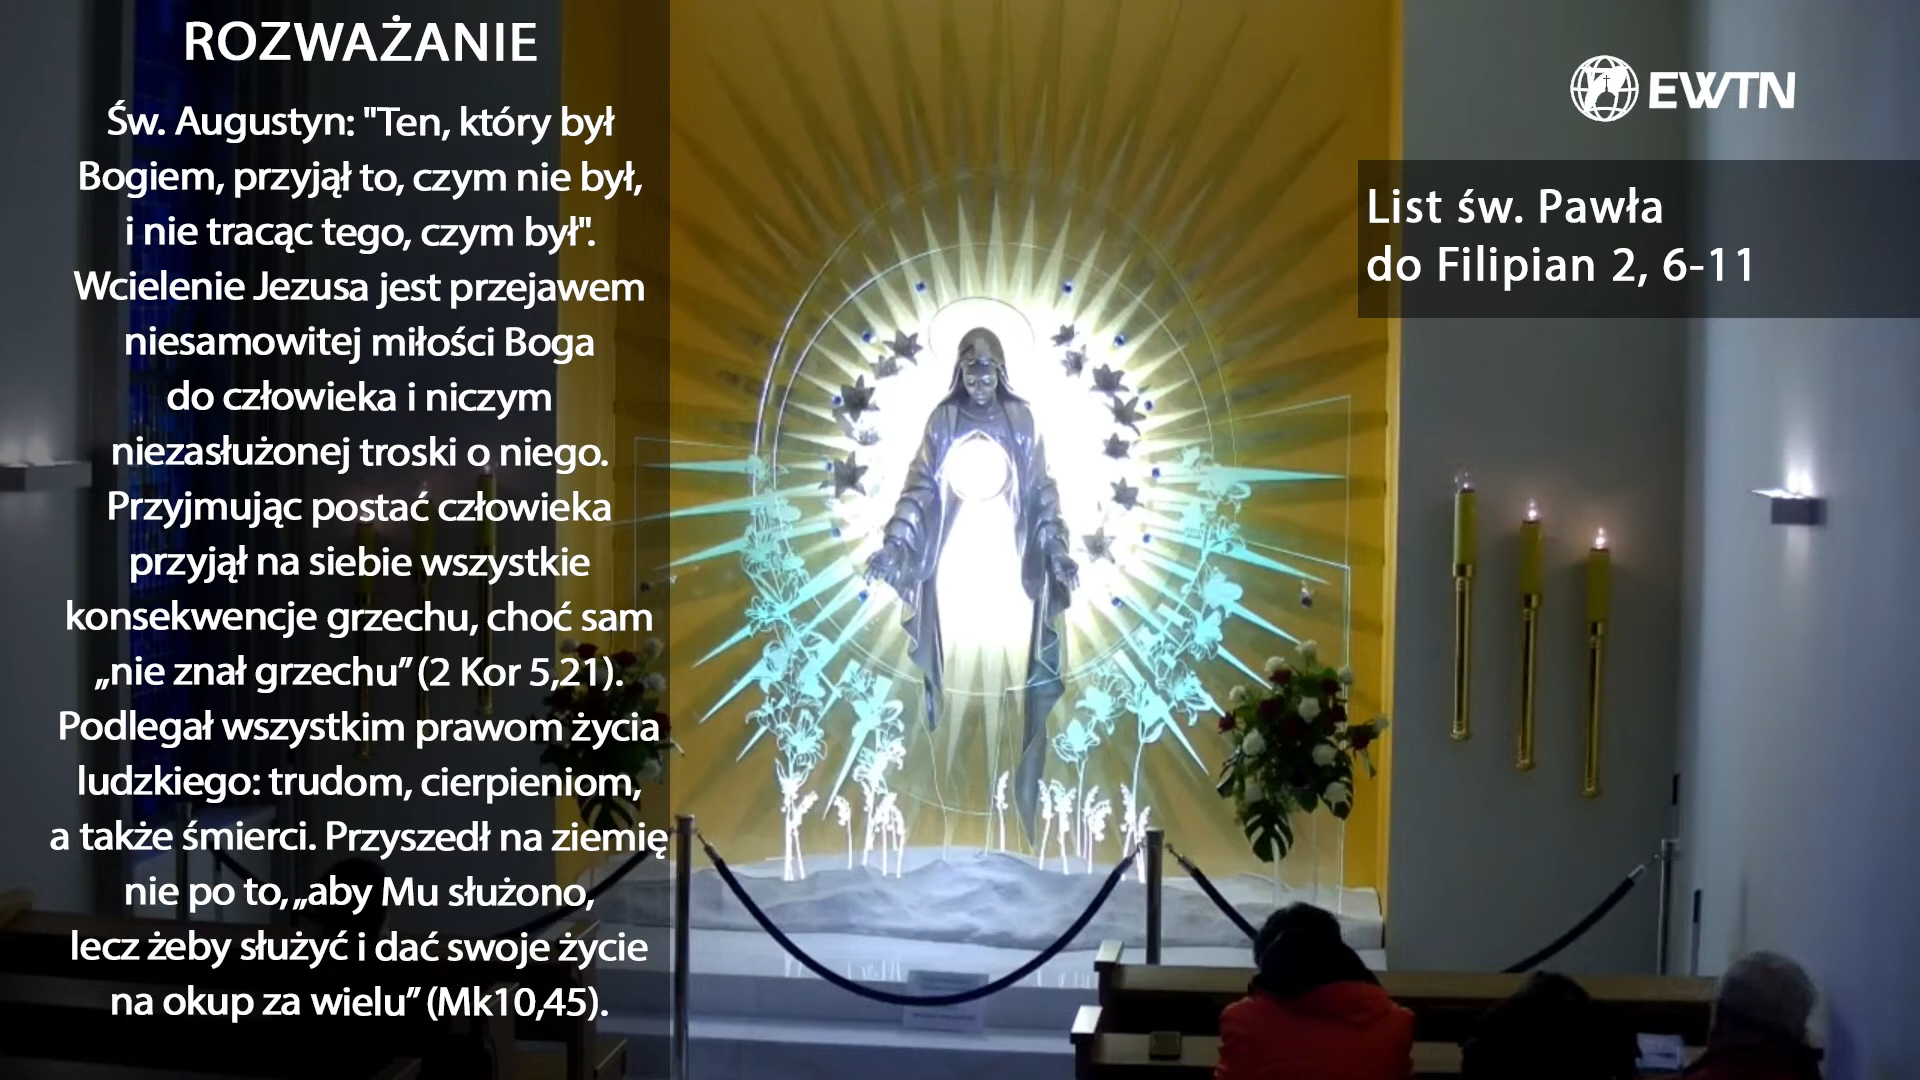 ROZWAŻANIE
Św. Augustyn: "Ten, który był
Bogiem, przyjął to, czym nie był,
i nie tracąc tego, czym był".
Wcielenie Jezusa jest przejawem
niesamowitej miłości Boga
do człowieka i niczym
niezasłużonej troski o niego.
Przyjmując postać człowieka
przyjął na siebie wszystkie
konsekwencje grzechu, choć sam
„nie znał grzechu” (2 Kor 5,21).
Podlegał wszystkim prawom życia
ludzkiego: trudom, cierpieniom,
a także śmierci. Przyszedł na ziemię
nie po to, „aby Mu służono,
lecz żeby służyć i dać swoje życie
na okup za wielu” (Mk10,45).
EWTN
List św. Pawła
do Filipian 2, 6-11